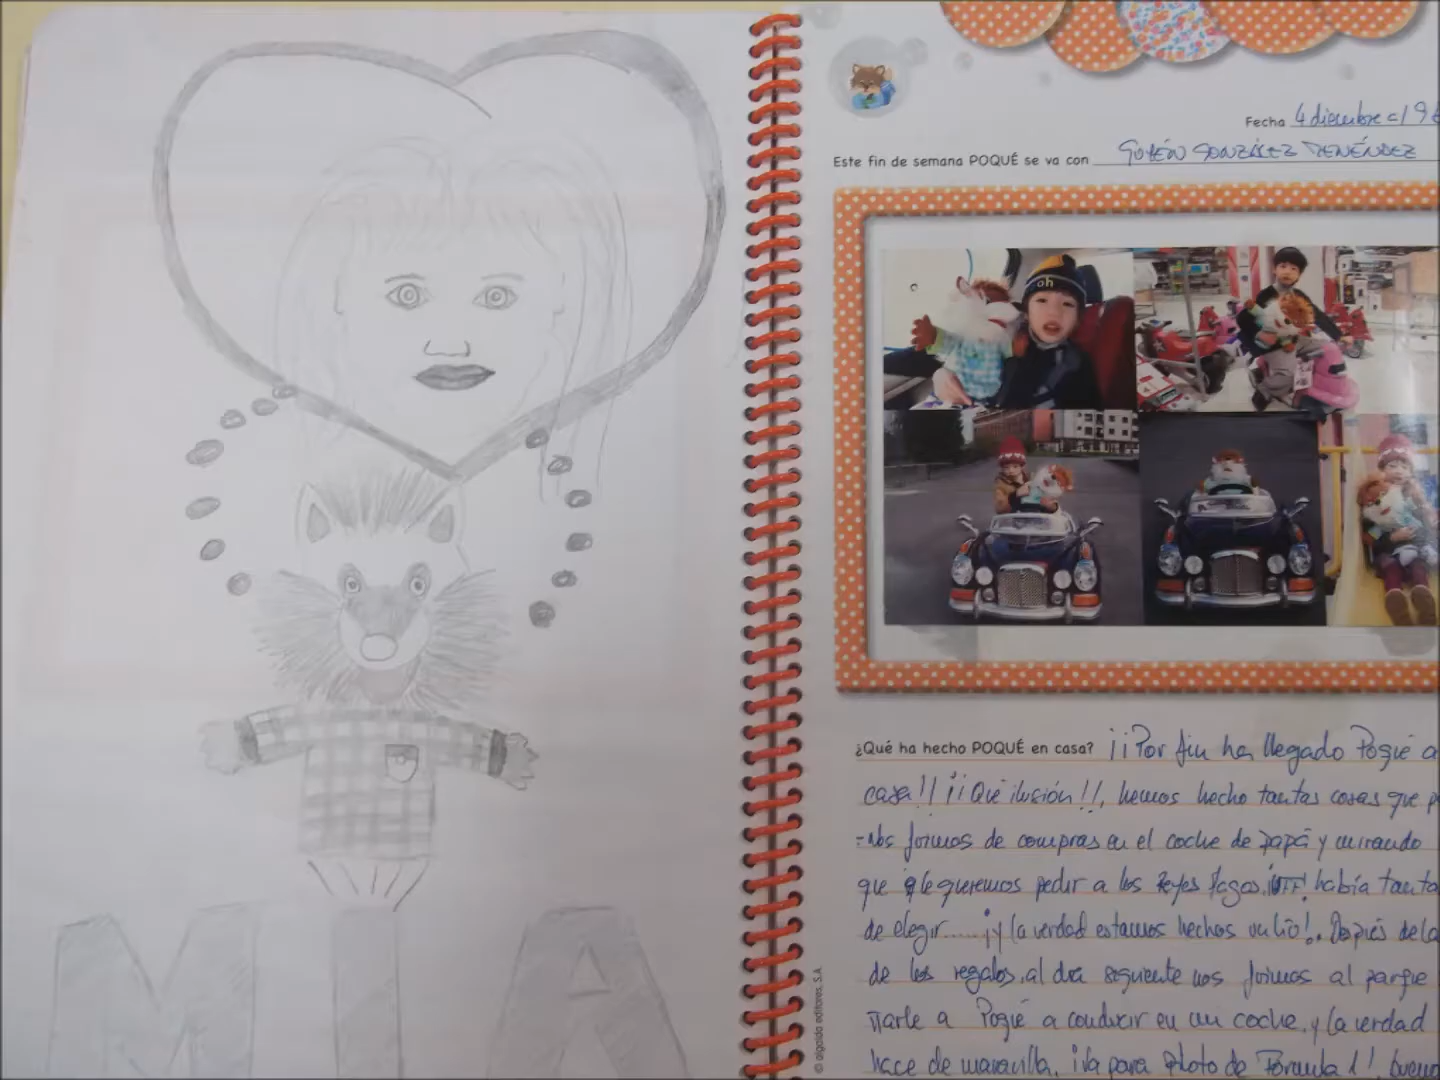 MIA
Fecha 4 diciembre
Este fin de semana POQUÉ se va con GONZÁLEZ MENÉNDEZ
oh
¿Qué ha hecho POQUÉ en casa? ¡¡Por fin ha llegado Poqué a
casa!! ¡¡Qué ilusión!!, hemos hecho tantas cosas que
-Nos fuimos de compras en el coche de papá y mirando
que le queremos pedir a los Reyes Magos. había
de elegir...... ¡y la verdad estamos hechos un lío!. de
de los regalos, al día siguiente nos fuimos al parque
a Poqué a conducir en un coche, y la verdad
hace de maravilla, ¡va para piloto de Formula 1!,
© algaida editores, S.A.